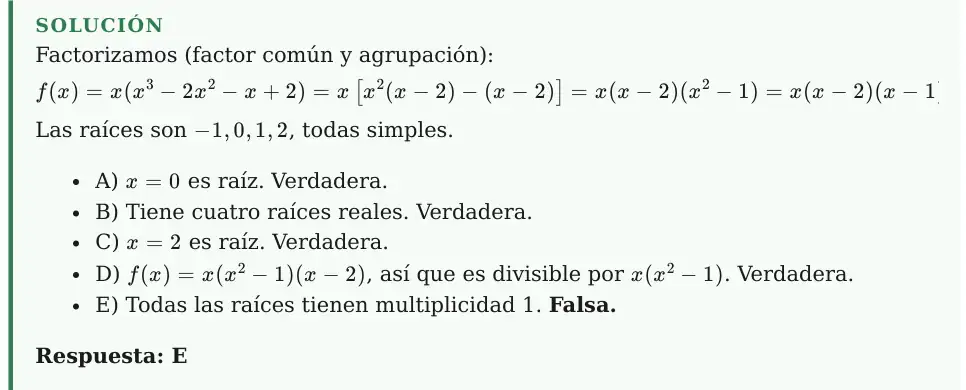 SOLUCIÓN
Factorizamos (factor común y agrupación):
f(x) = x(x³ − 2x² − x + 2) = x [x²(x − 2) − (x − 2)] = x(x − 2)(x² − 1) = x(x − 2)(x − 1)
Las raíces son −1, 0, 1, 2, todas simples.
• A) x = 0 es raíz. Verdadera.
• B) Tiene cuatro raíces reales. Verdadera.
• C) x = 2 es raíz. Verdadera.
• D) f(x) = x(x² − 1)(x − 2), así que es divisible por x(x² − 1). Verdadera.
• E) Todas las raíces tienen multiplicidad 1. Falsa.
Respuesta: E